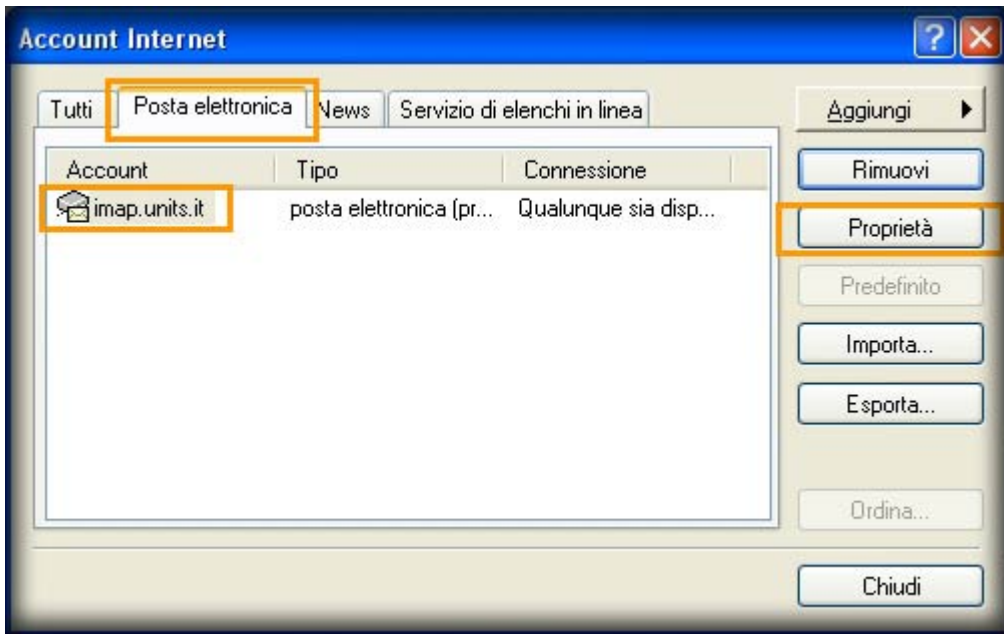 Account Internet
Tutti Posta elettronica News Servizio di elenchi in linea
Aggiungi
Account Tipo Connessione
Rimuovi
imap.units.it posta elettronica (pr... Qualunque sia disp...
Proprietà
Predefinito
Importa...
Esporta...
Ordina...
Chiudi